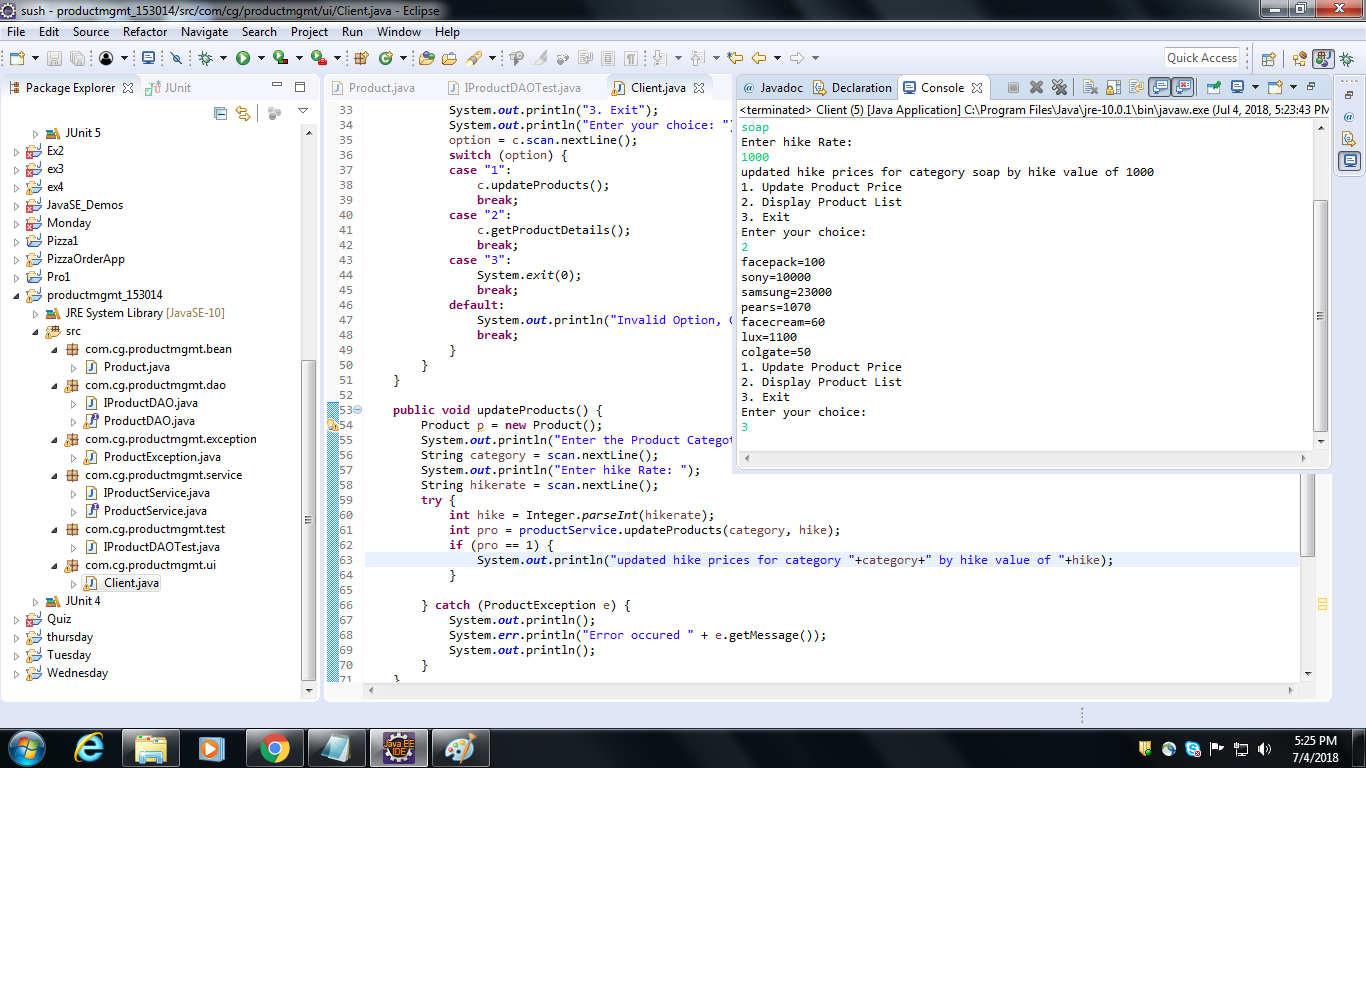 sush - productmgmt_153014/src/com/cg/productmgmt/ui/Client.java - Eclipse
File Edit Source Refactor Navigate Search Project Run Window Help
Quick Access
Package Explorer JUnit
JUnit 5
Ex2
ex3
ex4
JavaSE_Demos
Monday
Pizza1
PizzaOrderApp
Pro1
productmgmt_153014
JRE System Library [JavaSE-10]
src
com.cg.productmgmt.bean
Product.java
com.cg.productmgmt.dao
IProductDAO.java
ProductDAO.java
com.cg.productmgmt.exception
ProductException.java
com.cg.productmgmt.service
IProductService.java
ProductService.java
com.cg.productmgmt.test
IProductDAOTest.java
com.cg.productmgmt.ui
Client.java
JUnit 4
Quiz
thursday
Tuesday
Wednesday
Product.java IProductDAOTest.java Client.java
33 System.out.println("3. Exit");
34 System.out.println("Enter your choice: ")
35 option = c.scan.nextLine();
36 switch (option) {
37 case "1":
38 c.updateProducts();
39 break;
40 case "2":
41 c.getProductDetails();
42 break;
43 case "3":
44 System.exit(0);
45 break;
46 default:
47 System.out.println("Invalid Option,
48 break;
49 }
50 }
51 }
52
53 public void updateProducts() {
54 Product p = new Product();
55 System.out.println("Enter the Product Categot
56 String category = scan.nextLine();
57 System.out.println("Enter hike Rate: ");
58 String hikerate = scan.nextLine();
59 try {
60 int hike = Integer.parseInt(hikerate);
61 int pro = productService.updateProducts(category, hike);
62 if (pro == 1) {
63 System.out.println("updated hike prices for category "+category+" by hike value of "+hike);
64 }
65
66 } catch (ProductException e) {
67 System.out.println();
68 System.err.println("Error occured " + e.getMessage());
69 System.out.println();
70 }
71 }
Javadoc Declaration Console
<terminated> Client (5) [Java Application] C:\Program Files\Java\jre-10.0.1\bin\javaw.exe (Jul 4, 2018, 5:23:43 PM
soap
Enter hike Rate:
1000
updated hike prices for category soap by hike value of 1000
1. Update Product Price
2. Display Product List
3. Exit
Enter your choice:
2
facepack=100
sony=10000
samsung=23000
pears=1070
facecream=60
lux=1100
colgate=50
1. Update Product Price
2. Display Product List
3. Exit
Enter your choice:
3
Java EE
IDE
5:25 PM
7/4/2018